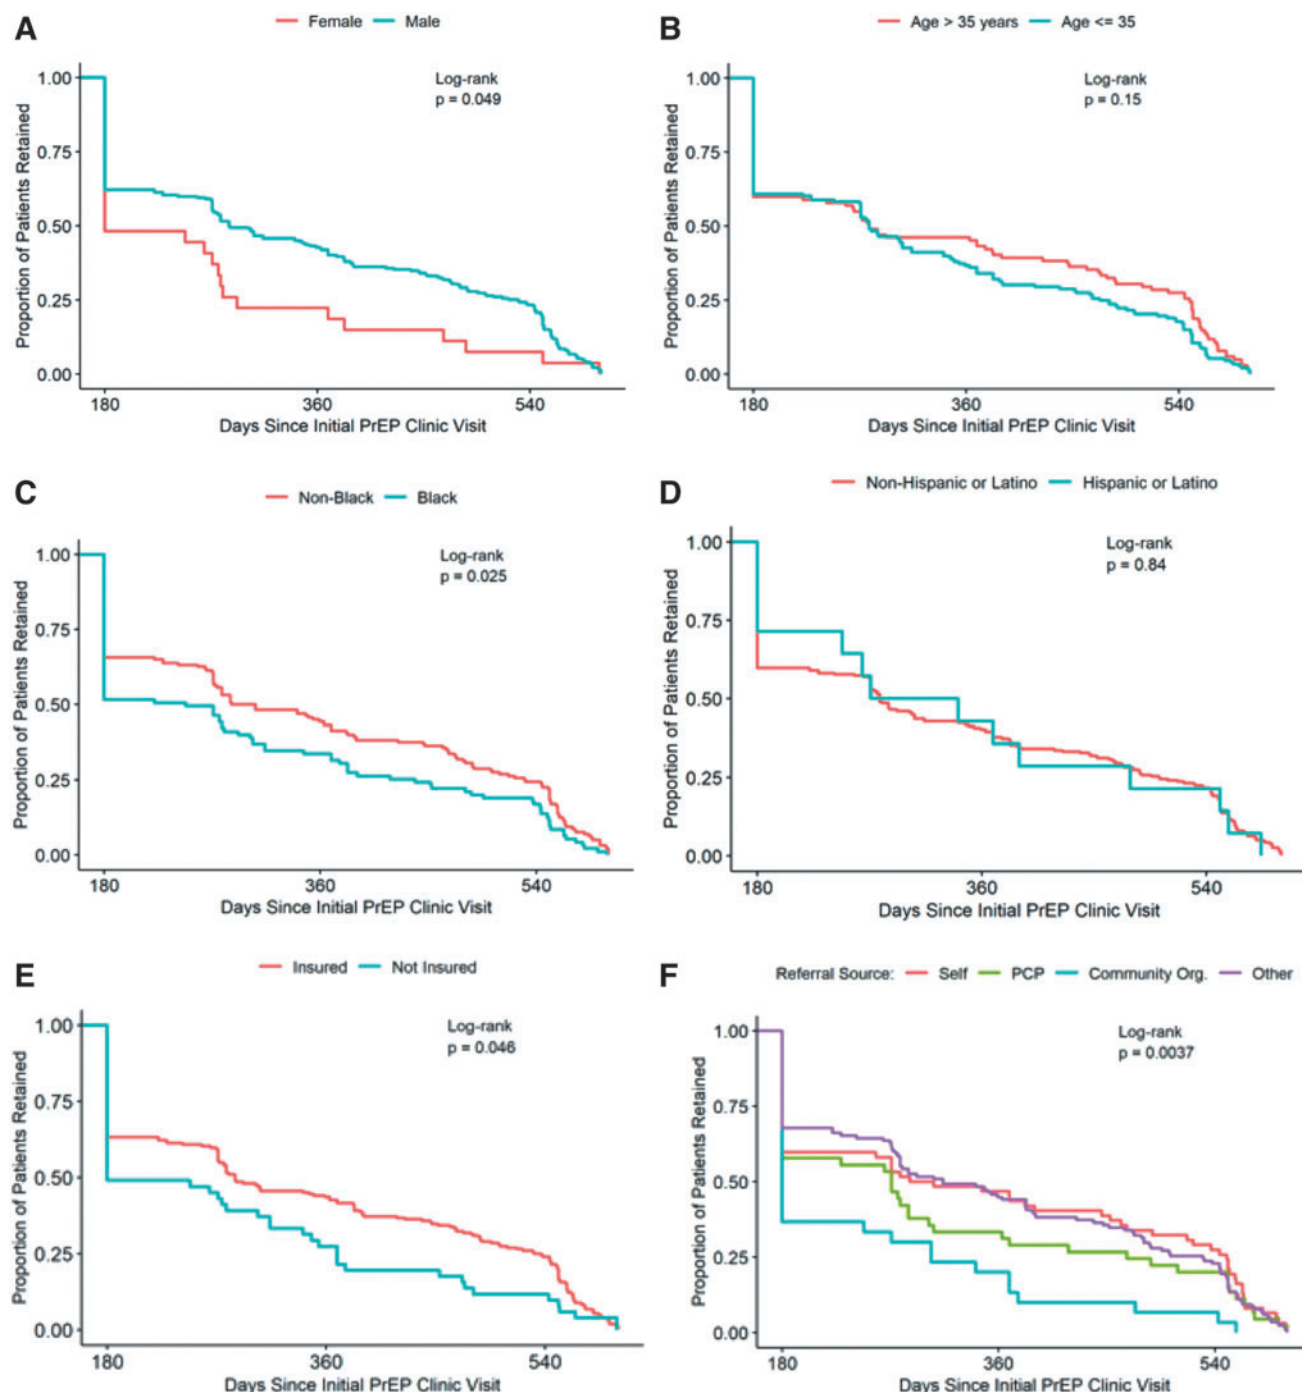 A
Female Male
Log-rank
p = 0.049
1.00
0.75
0.50
0.25
0.00
Proportion of Patients Retained
180 360 540
Days Since Initial PrEP Clinic Visit
B
Age > 35 years Age <= 35
Log-rank
p = 0.15
1.00
0.75
0.50
0.25
0.00
Proportion of Patients Retained
180 360 540
Days Since Initial PrEP Clinic Visit
C
Non-Black Black
Log-rank
p = 0.025
1.00
0.75
0.50
0.25
0.00
Proportion of Patients Retained
180 360 540
Days Since Initial PrEP Clinic Visit
D
Non-Hispanic or Latino Hispanic or Latino
Log-rank
p = 0.84
1.00
0.75
0.50
0.25
0.00
Proportion of Patients Retained
180 360 540
Days Since Initial PrEP Clinic Visit
E
Insured Not Insured
Log-rank
p = 0.046
1.00
0.75
0.50
0.25
0.00
Proportion of Patients Retained
180 360 540
Days Since Initial PrEP Clinic Visit
F
Referral Source: Self PCP Community Org. Other
Log-rank
p = 0.0037
1.00
0.75
0.50
0.25
0.00
Proportion of Patients Retained
180 360 540
Days Since Initial PrEP Clinic Visit